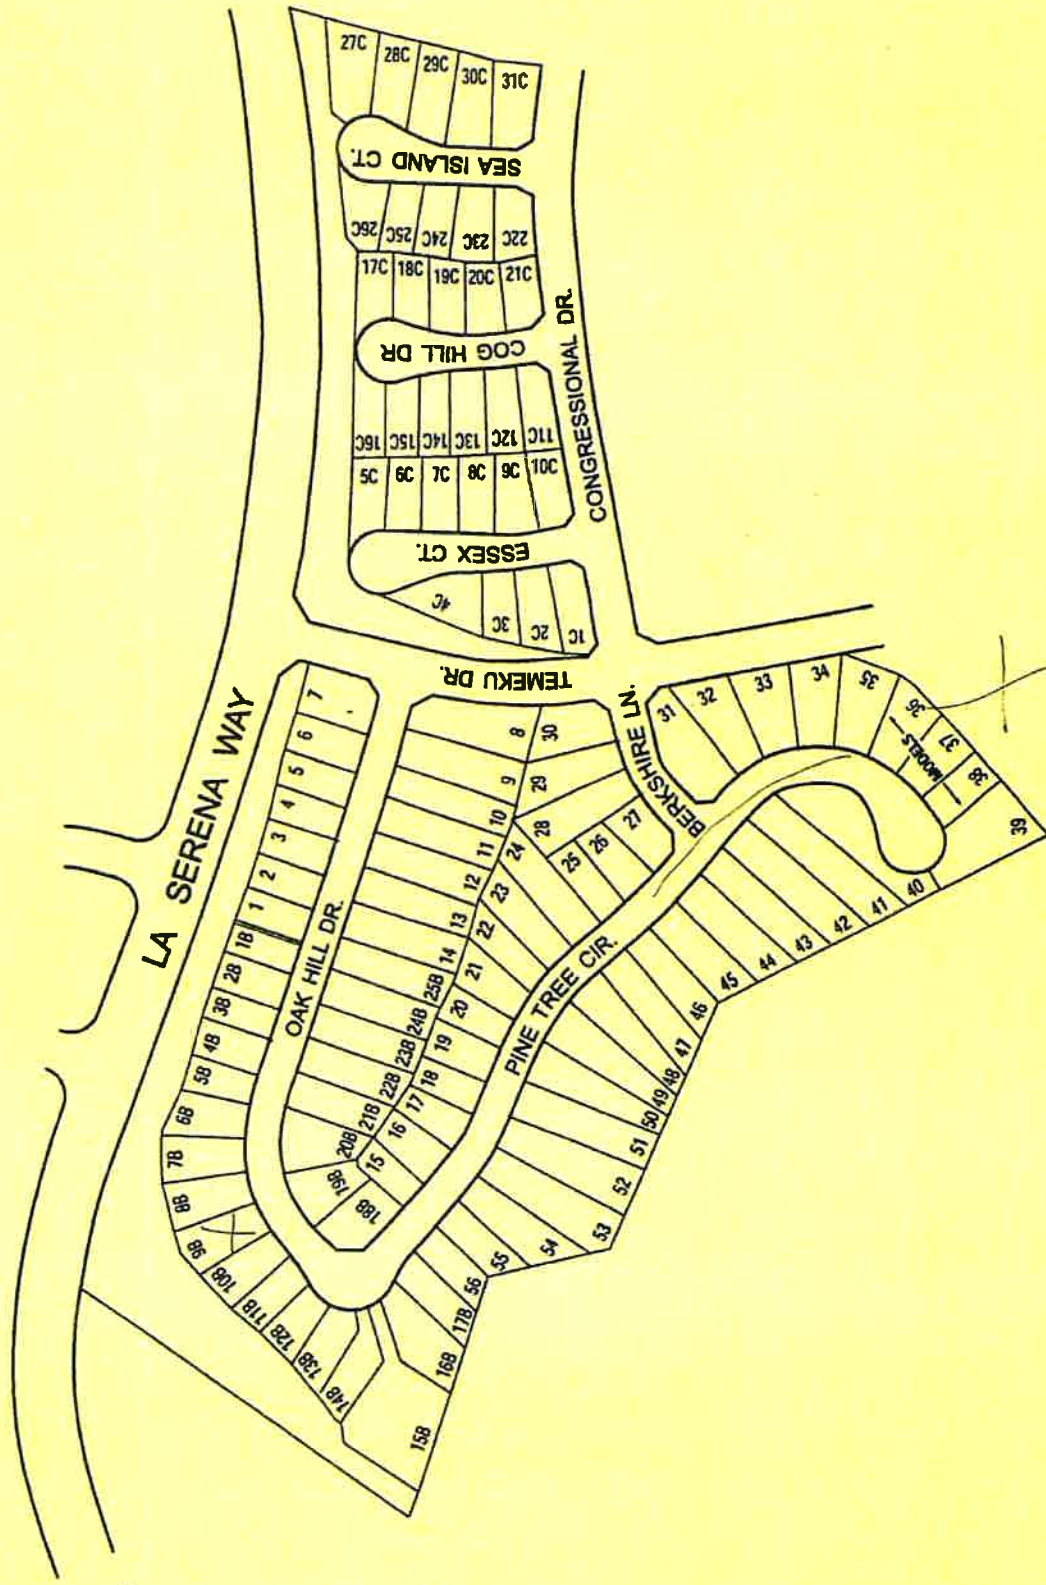 27C
28C
29C
30C
31C
SEA ISLAND CT.
26C
25C
24C
23C
22C
17C
18C
19C
20C
21C
COG HILL DR
CONGRESSIONAL DR.
16C
15C
14C
13C
12C
11C
5C
6C
7C
8C
9C
10C
ESSEX CT.
4C
3C
2C
1C
TEMEKU DR.
LA SERENA WAY
7
6
5
4
3
2
1
1B
2B
3B
4B
5B
6B
7B
8B
9B
10B
11B
12B
13B
14B
15B
16B
17B
OAK HILL DR.
8
9
10
11
12
13
14
25B
24B
23B
22B
21B
20B
19B
18B
30
29
28
27
26
25
24
23
22
21
20
19
18
17
16
15
BERKSHIRE LN.
PINE TREE CIR.
31
32
33
34
35
36
37
38
MODELS
39
40
41
42
43
44
45
46
47
48
49
50
51
52
53
54
55
56